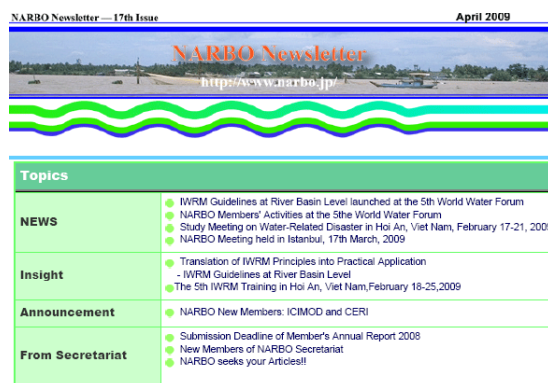 NARBO Newsletter — 17th Issue April 2009
NARBO Newsletter
http://www.narbo.jp/
Topics
NEWS
IWRM Guidelines at River Basin Level launched at the 5th World Water Forum
NARBO Members' Activities at the 5the World Water Forum
Study Meeting on Water-Related Disaster in Hoi An, Viet Nam, February 17-21, 200
NARBO Meeting held in Istanbul, 17th March, 2009
Insight
Translation of IWRM Principles into Practical Application
- IWRM Guidelines at River Basin Level
The 5th IWRM Training in Hoi An, Viet Nam,February 18-25,2009
Announcement
NARBO New Members: ICIMOD and CERI
From Secretariat
Submission Deadline of Member's Annual Report 2008
New Members of NARBO Secretariat
NARBO seeks your Articles!!